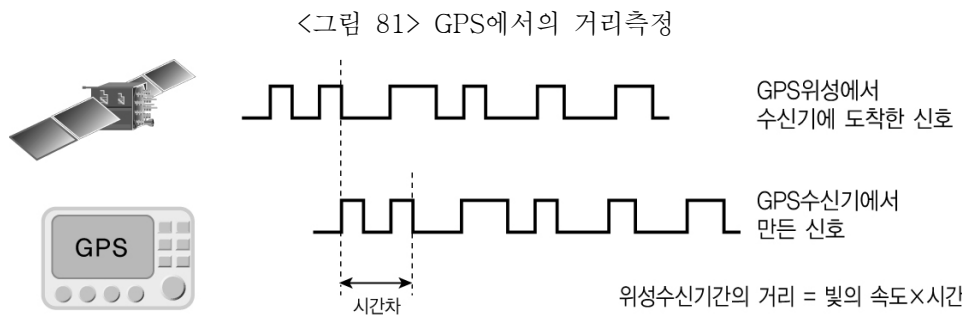 <그림 81> GPS에서의 거리측정
GPS위성에서
수신기에 도착한 신호
GPS수신기에서
만든 신호
GPS
시간차
위성수신기간의 거리 = 빛의 속도×시간